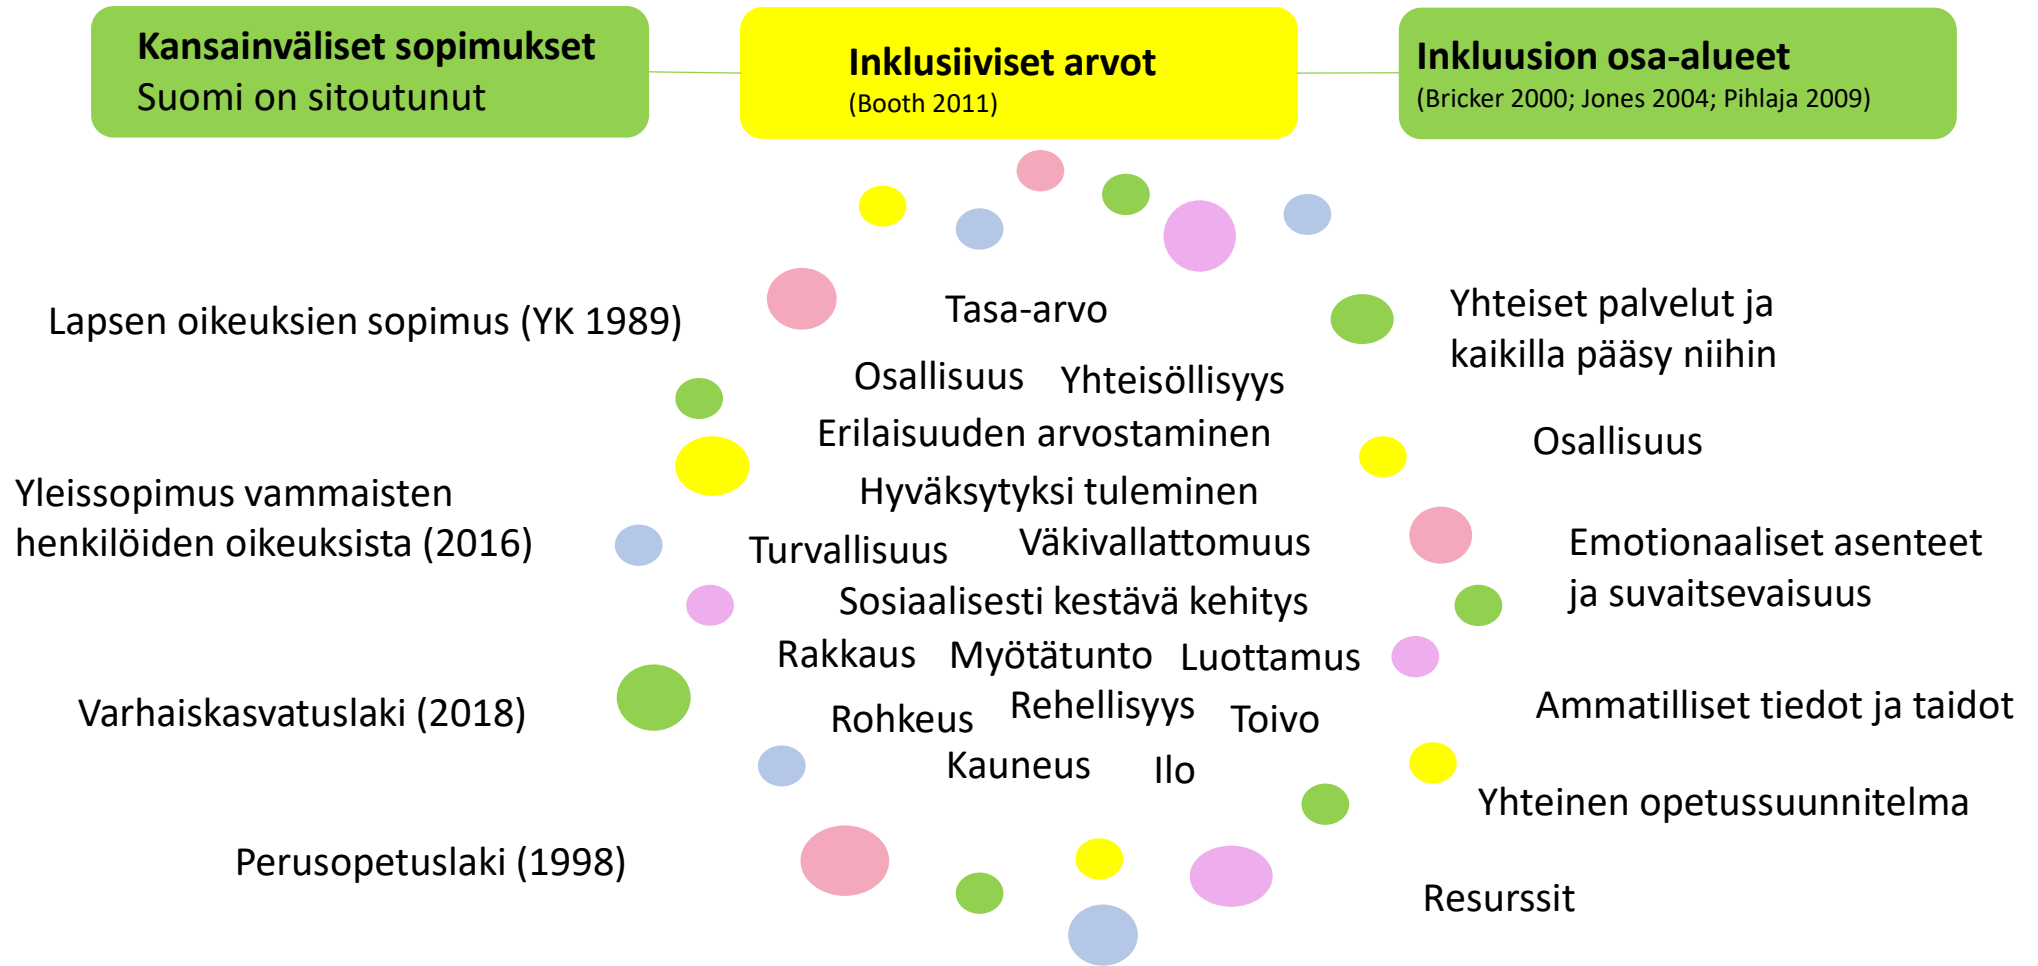 Kansainväliset sopimukset
Suomi on sitoutunut
Inklusiiviset arvot
(Booth 2011)
Inkluusion osa-alueet
(Bricker 2000; Jones 2004; Pihlaja 2009)
Lapsen oikeuksien sopimus (YK 1989)
Yleissopimus vammaisten
henkilöiden oikeuksista (2016)
Varhaiskasvatuslaki (2018)
Perusopetuslaki (1998)
Tasa-arvo
Osallisuus Yhteisöllisyys
Erilaisuuden arvostaminen
Hyväksytyksi tuleminen
Turvallisuus Väkivallattomuus
Sosiaalisesti kestävä kehitys
Rakkaus Myötätunto Luottamus
Rohkeus Rehellisyys Toivo
Kauneus Ilo
Yhteiset palvelut ja
kaikilla pääsy niihin
Osallisuus
Emotionaaliset asenteet
ja suvaitsevaisuus
Ammatilliset tiedot ja taidot
Yhteinen opetussuunnitelma
Resurssit